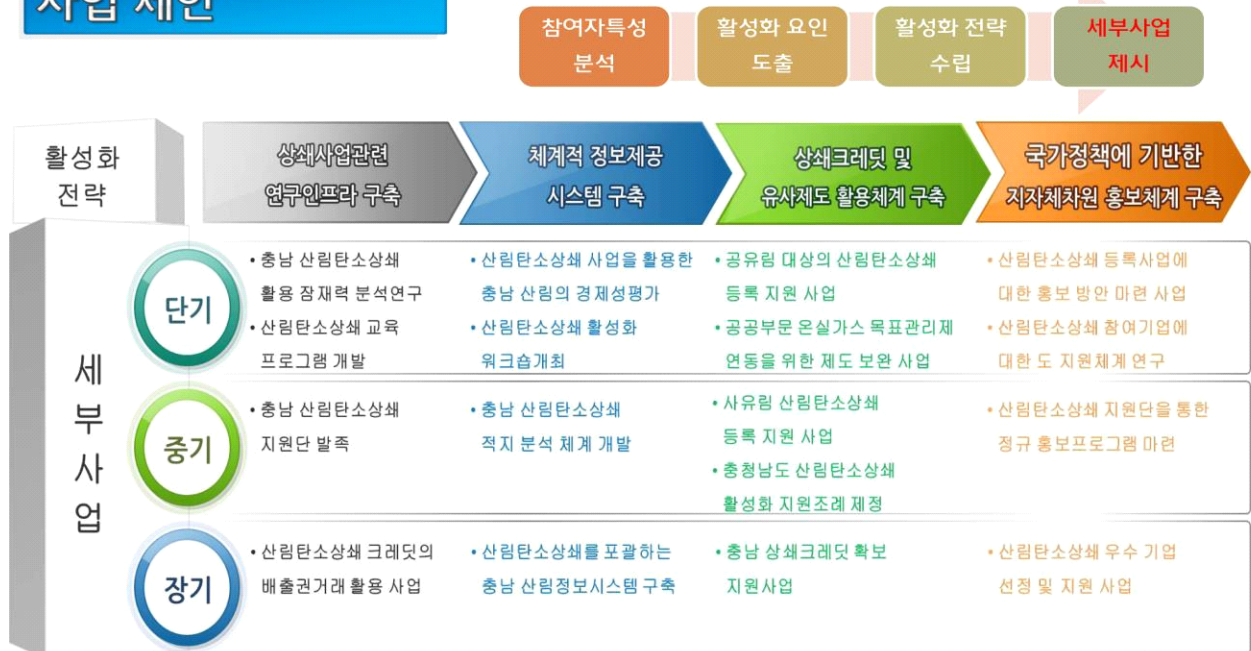 사업 제안
참여자특성
분석
활성화 요인
도출
활성화 전략
수립
세부사업
제시
활성화
전략
상쇄사업관련
연구인프라 구축
체계적 정보제공
시스템 구축
상쇄크레딧 및
유사제도 활용체계 구축
국가정책에 기반한
지자체차원 홍보체계 구축
세
부
사
업
단기
• 충남 산림탄소상쇄
활용 잠재력 분석연구
• 산림탄소상쇄 교육
프로그램 개발
• 산림탄소상쇄 사업을 활용한
충남 산림의 경제성평가
• 산림탄소상쇄 활성화
워크숍개최
• 공유림 대상의 산림탄소상쇄
등록 지원 사업
• 공공부문 온실가스 목표관리제
연동을 위한 제도 보완 사업
• 산림탄소상쇄 등록사업에
대한 홍보 방안 마련 사업
• 산림탄소상쇄 참여기업에
대한 도 지원체계 연구
중기
• 충남 산림탄소상쇄
지원단 발족
• 충남 산림탄소상쇄
적지 분석 체계 개발
• 사유림 산림탄소상쇄
등록 지원 사업
• 충청남도 산림탄소상쇄
활성화 지원조례 제정
• 산림탄소상쇄 지원단을 통한
정규 홍보프로그램 마련
장기
• 산림탄소상쇄 크레딧의
배출권거래 활용 사업
• 산림탄소상쇄를 포괄하는
충남 산림정보시스템 구축
• 충남 상쇄크레딧 확보
지원사업
• 산림탄소상쇄 우수 기업
선정 및 지원 사업